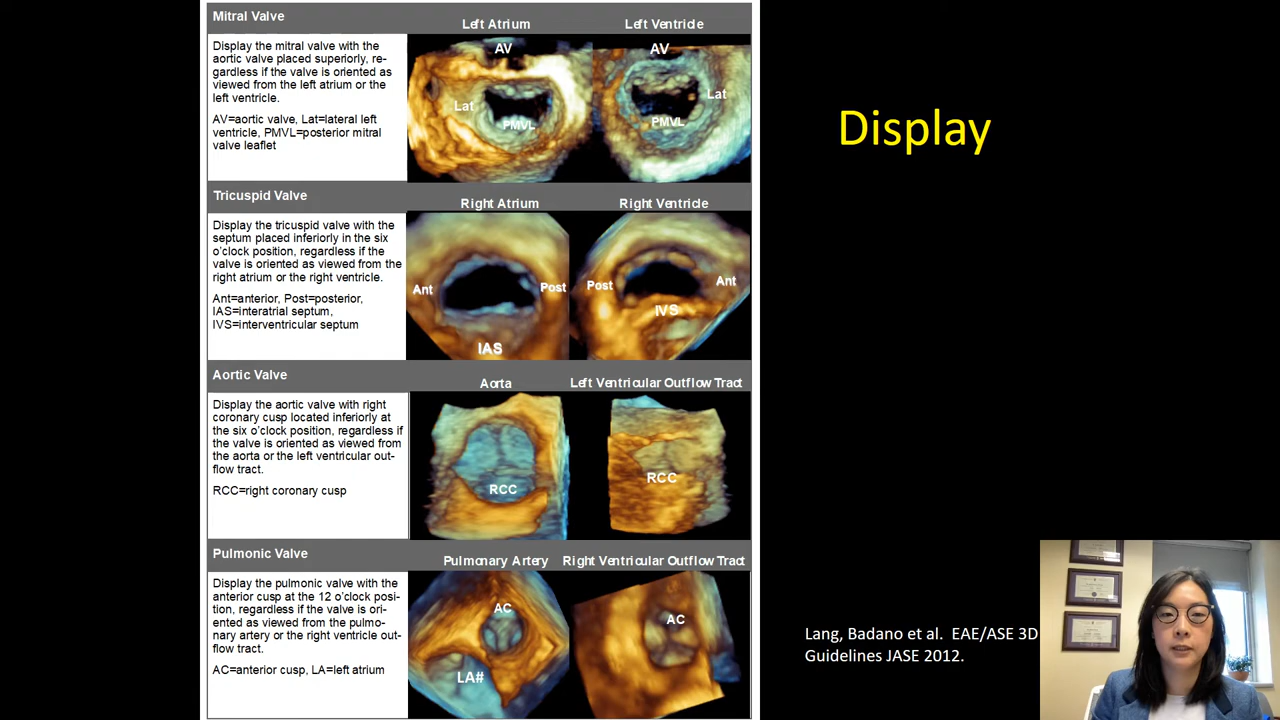 Mitral Valve
Left Atrium
Left Ventricle
Display the mitral valve with the
aortic valve placed superiorly, re-
gardless if the valve is oriented as
viewed from the left atrium or the
left ventricle.
AV=aortic valve, Lat=lateral left
ventricle, PMVL=posterior mitral
valve leaflet
AV
Lat
PMVL
AV
Lat
PMVL
Tricuspid Valve
Right Atrium
Right Ventricle
Display the tricuspid valve with the
septum placed inferiorly in the six
o'clock position, regardless if the
valve is oriented as viewed from the
right atrium or the right ventricle.
Ant=anterior, Post=posterior,
IAS=interatrial septum,
IVS=interventricular septum
Ant
Post
IAS
Post
Ant
IVS
Aortic Valve
Aorta
Left Ventricular Outflow Tract
Display the aortic valve with right
coronary cusp located inferiorly at
the six o'clock position, regardless if
the valve is oriented as viewed from
the aorta or the left ventricular out-
flow tract.
RCC=right coronary cusp
RCC
RCC
Pulmonic Valve
Pulmonary Artery
Right Ventricular Outflow Tract
Display the pulmonic valve with the
anterior cusp at the 12 o'clock posi-
tion, regardless if the valve is ori-
ented as viewed from the pulmo-
nary artery or the right ventricle out-
flow tract.
AC=anterior cusp, LA=left atrium
AC
LA#
AC
Display
Lang, Badano et al. EAE/ASE 3D
Guidelines JASE 2012.